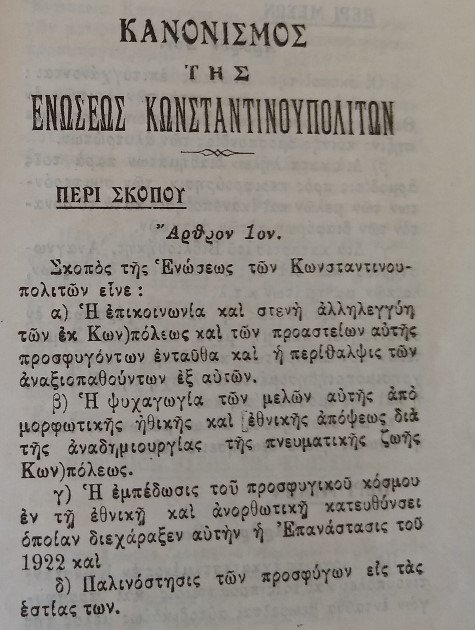 ΚΑΝΟΝΙΣΜΟΣ
ΤΗΣ
ΕΝΩΣΕΩΣ ΚΩΝΣΤΑΝΤΙΝΟΥΠΟΛΙΤΩΝ
ΠΕΡΙ ΣΚΟΠΟΥ
Ἄρθρον 1ον.
Σκοπὸς τῆς Ἑνώσεως τῶν Κωνσταντινου-
πολιτῶν εἶνε :
α) Ἡ ἐπικοινωνία καὶ στενὴ ἀλληλεγγύη
τῶν ἐκ Κων)πόλεως καὶ τῶν προαστείων αὐτῆς
προσφυγόντων ἐνταῦθα καὶ ἡ περίθαλψις τῶν
ἀναξιοπαθούντων ἐξ αὐτῶν.
β) Ἡ ψυχαγωγία τῶν μελῶν αὐτῆς ἀπὸ
μορφωτικῆς ἠθικῆς καὶ ἐθνικῆς ἀπόψεως διὰ
τῆς ἀναδημιουργίας τῆς πνευματικῆς ζωῆς
Κων)πόλεως.
γ) Ἡ ἐμπέδωσις τοῦ προσφυγικοῦ κόσμου
ἐν τῇ ἐθνικῇ καὶ ἀνορθωτικῇ κατευθύνσει
ὁποίαν διεχάραξεν αὐτὴν ἡ Ἐπανάστασις τοῦ
1922 καὶ
δ) Παλινόστησις τῶν προσφύγων εἰς τὰς
ἑστίας των.